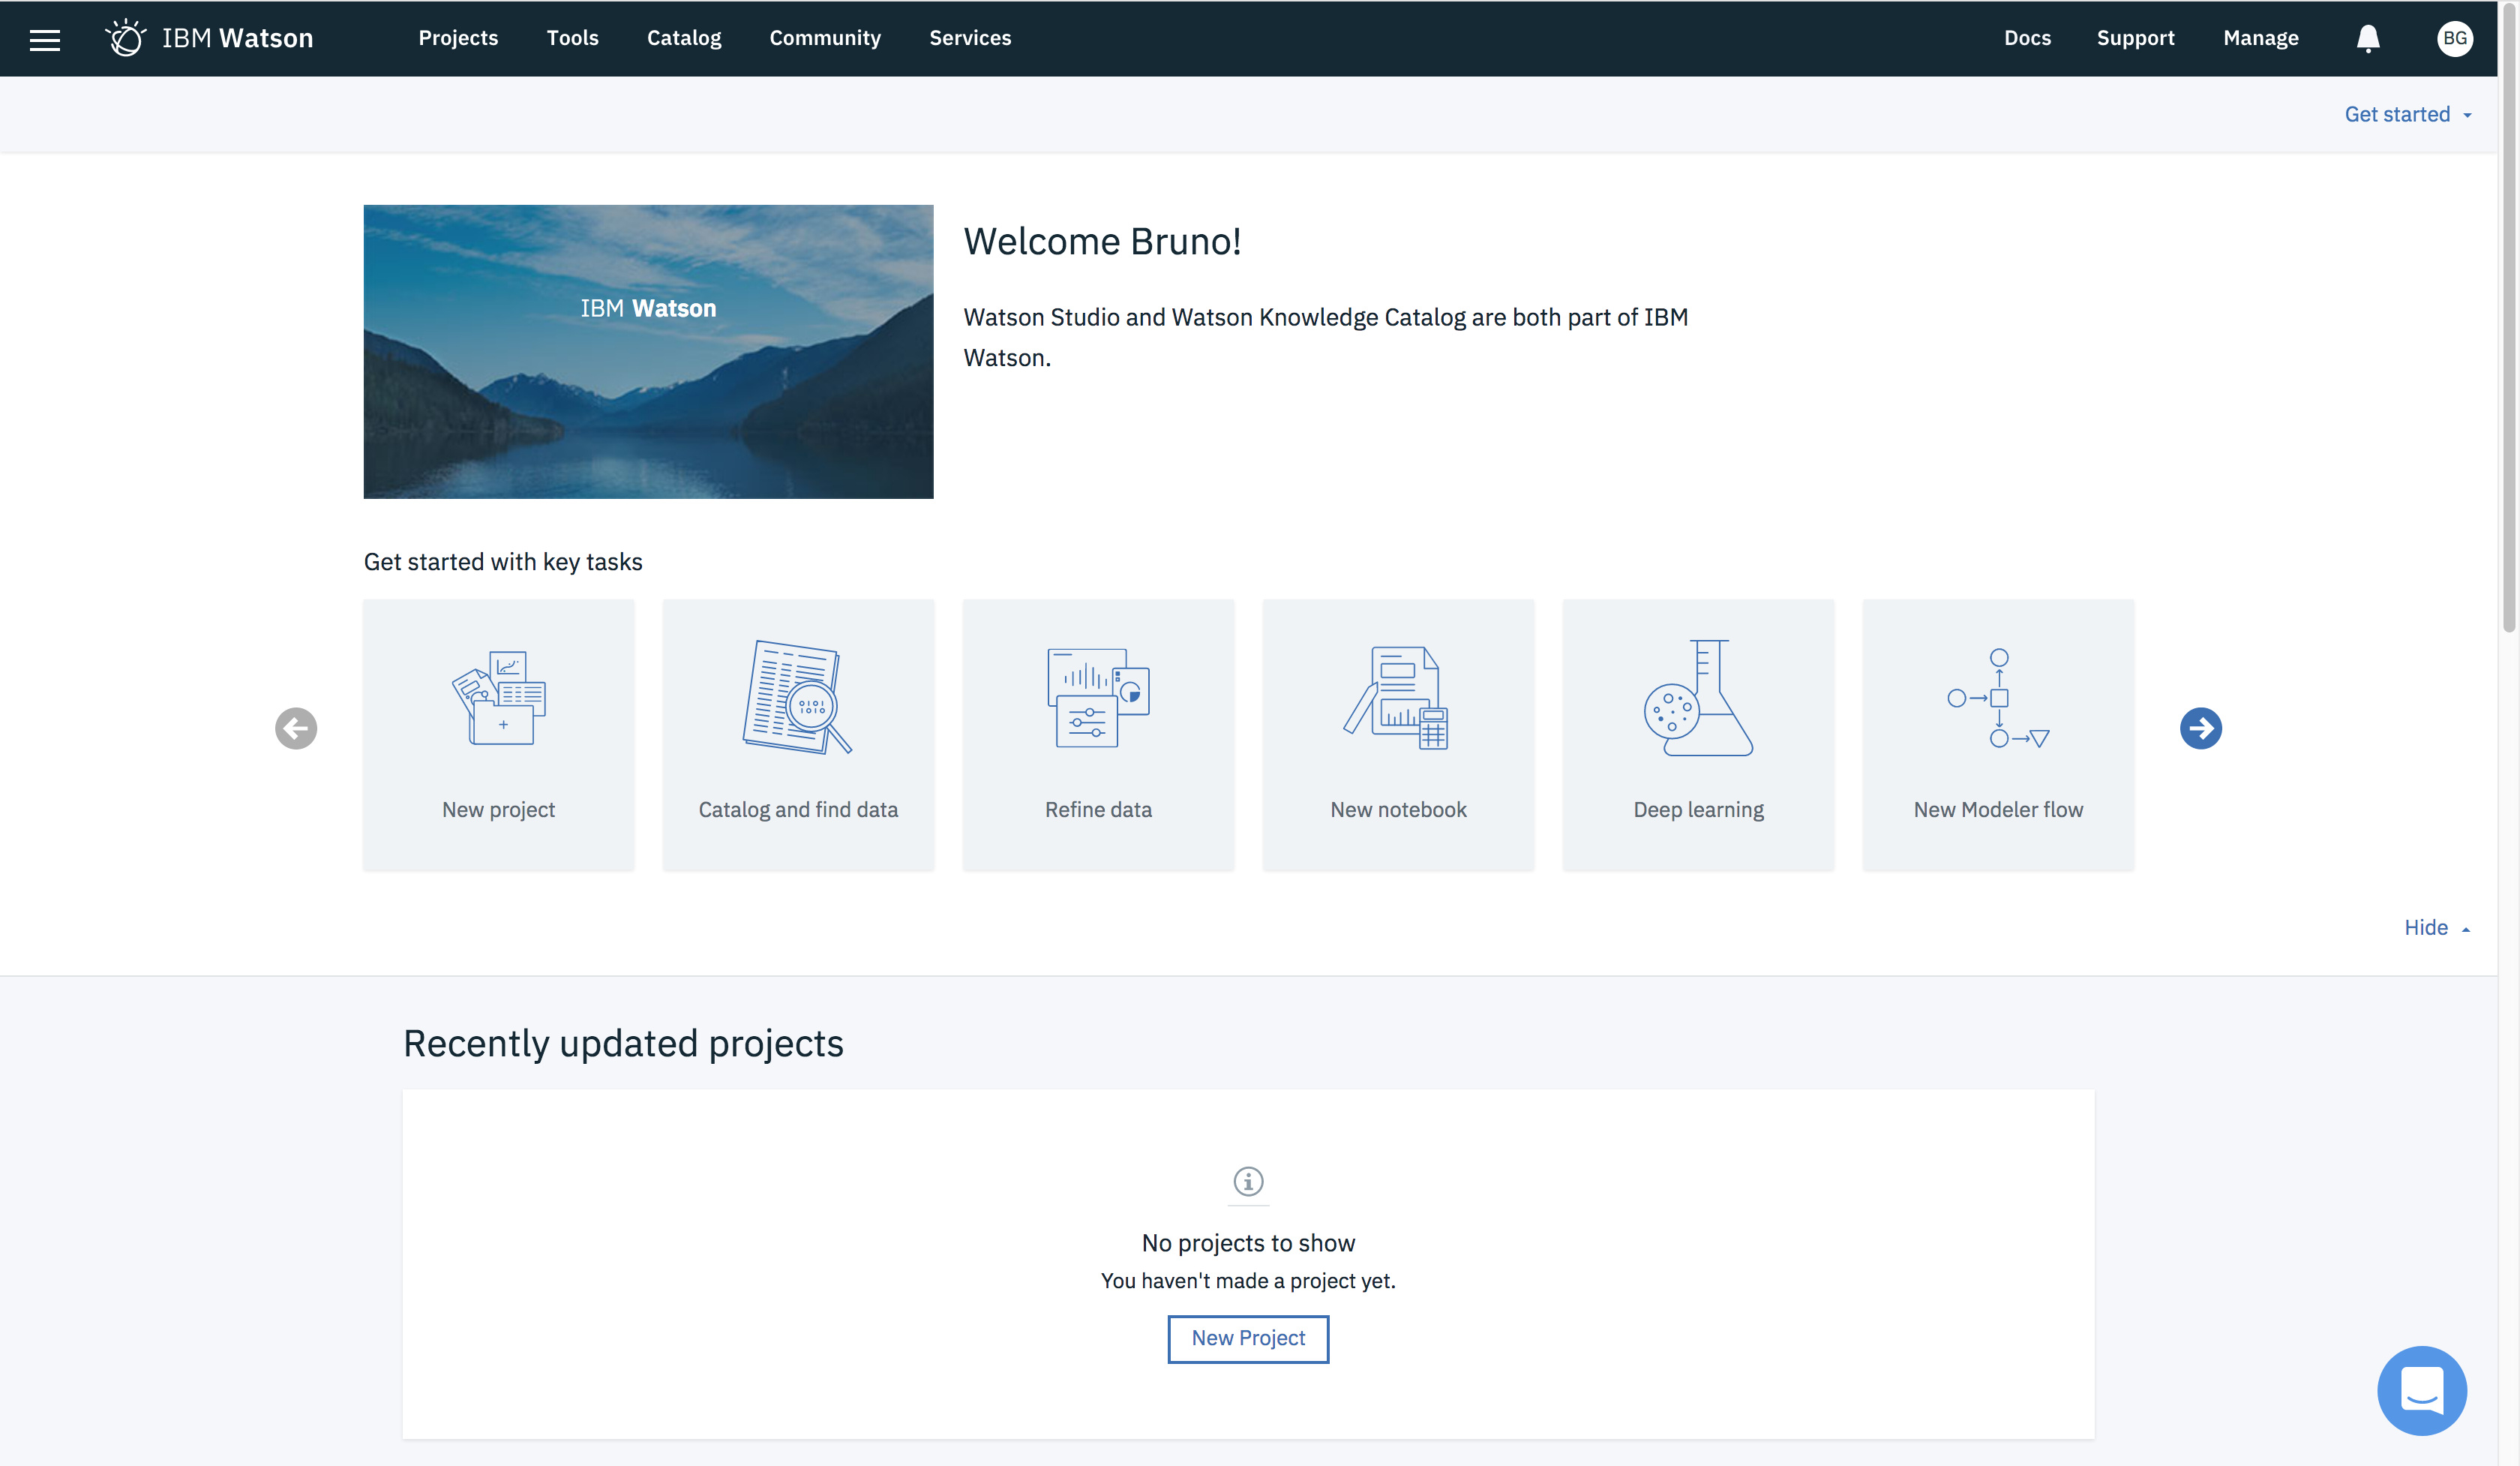 IBM Watson
Projects
Tools
Catalog
Community
Services
Docs
Support
Manage
BG
Get started
IBM Watson
Welcome Bruno!
Watson Studio and Watson Knowledge Catalog are both part of IBM
Watson.
Get started with key tasks
0101
1010
New project
Catalog and find data
Refine data
New notebook
Deep learning
New Modeler flow
Hide
Recently updated projects
No projects to show
You haven't made a project yet.
New Project